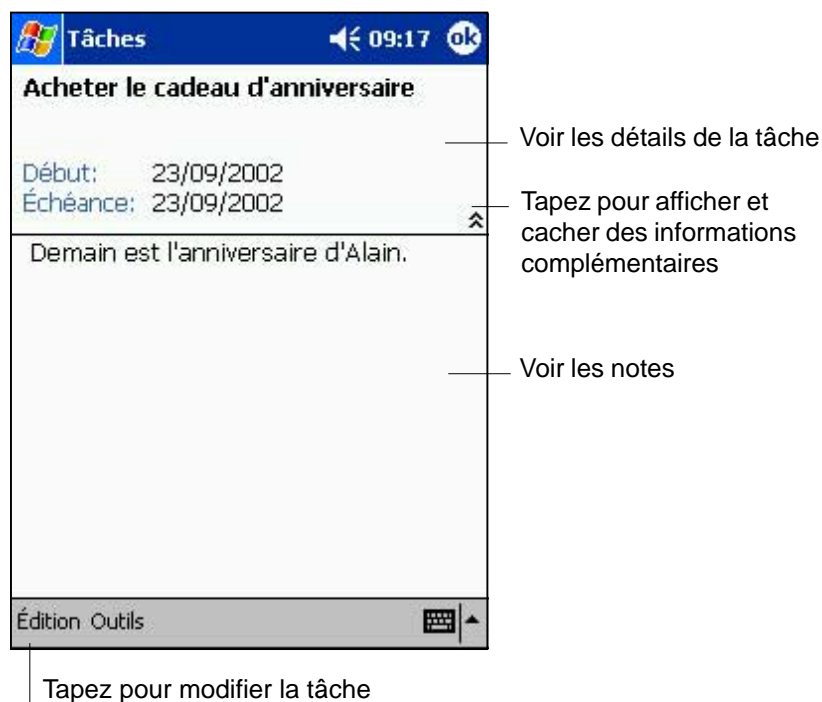 Tâches 09:17 ok
Acheter le cadeau d'anniversaire
Voir les détails de la tâche
Début: 23/09/2002
Échéance: 23/09/2002
Tapez pour afficher et
cacher des informations
complémentaires
Demain est l'anniversaire d'Alain.
Voir les notes
Édition Outils
Tapez pour modifier la tâche